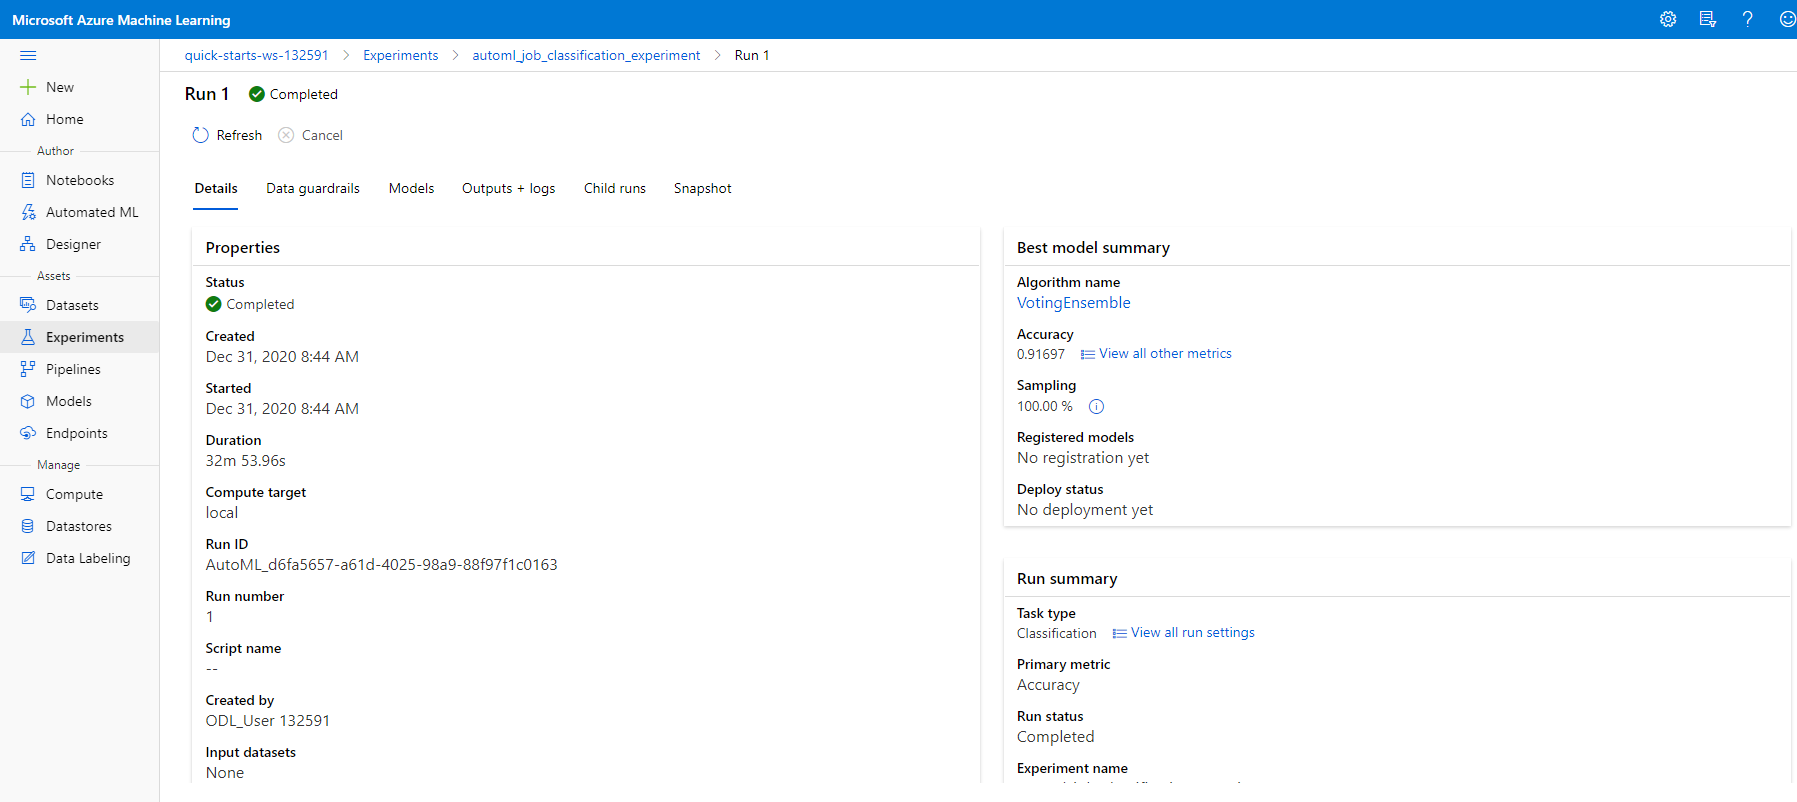 Microsoft Azure Machine Learning
quick-starts-ws-132591 > Experiments > automl_job_classification_experiment > Run 1
New
Home
Author
Notebooks
Automated ML
Designer
Assets
Datasets
Experiments
Pipelines
Models
Endpoints
Manage
Compute
Datastores
Data Labeling
Run 1 Completed
Refresh Cancel
Details Data guardrails Models Outputs + logs Child runs Snapshot
Properties
Status
Completed
Created
Dec 31, 2020 8:44 AM
Started
Dec 31, 2020 8:44 AM
Duration
32m 53.96s
Compute target
local
Run ID
AutoML_d6fa5657-a61d-4025-98a9-88f97f1c0163
Run number
1
Script name
--
Created by
ODL_User 132591
Input datasets
None
Best model summary
Algorithm name
VotingEnsemble
Accuracy
0.91697 View all other metrics
Sampling
100.00 %
Registered models
No registration yet
Deploy status
No deployment yet
Run summary
Task type
Classification View all run settings
Primary metric
Accuracy
Run status
Completed
Experiment name